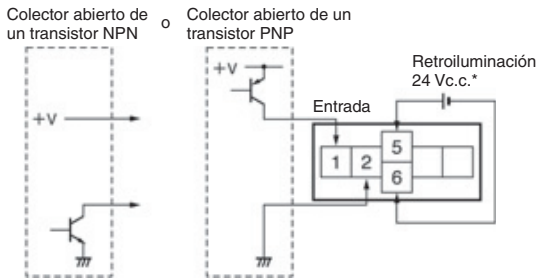 Colector abierto de
un transistor NPN
o
Colector abierto de un
transistor PNP
+V
+V
Entrada
Retroiluminación
24 Vc.c.*
1
2
5
6